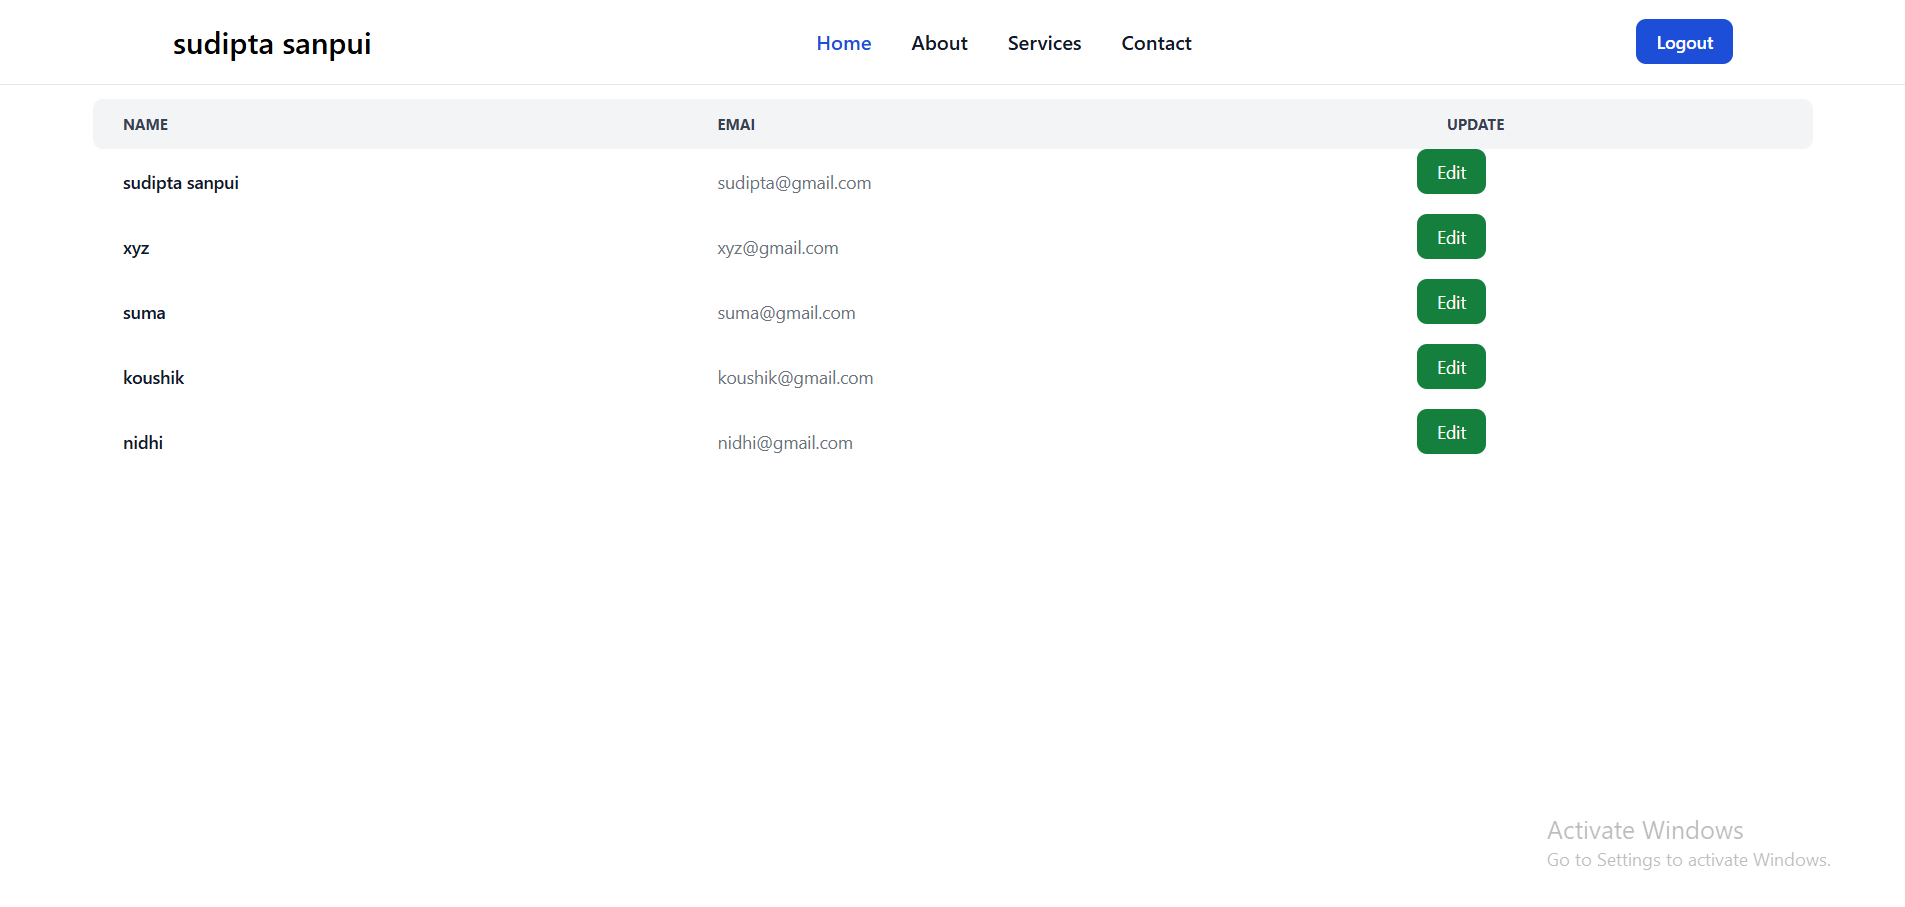 sudipta sanpui Home About Services Contact Logout
NAME EMAI UPDATE
sudipta sanpui sudipta@gmail.com Edit
xyz xyz@gmail.com Edit
suma suma@gmail.com Edit
koushik koushik@gmail.com Edit
nidhi nidhi@gmail.com Edit
Activate Windows
Go to Settings to activate Windows.